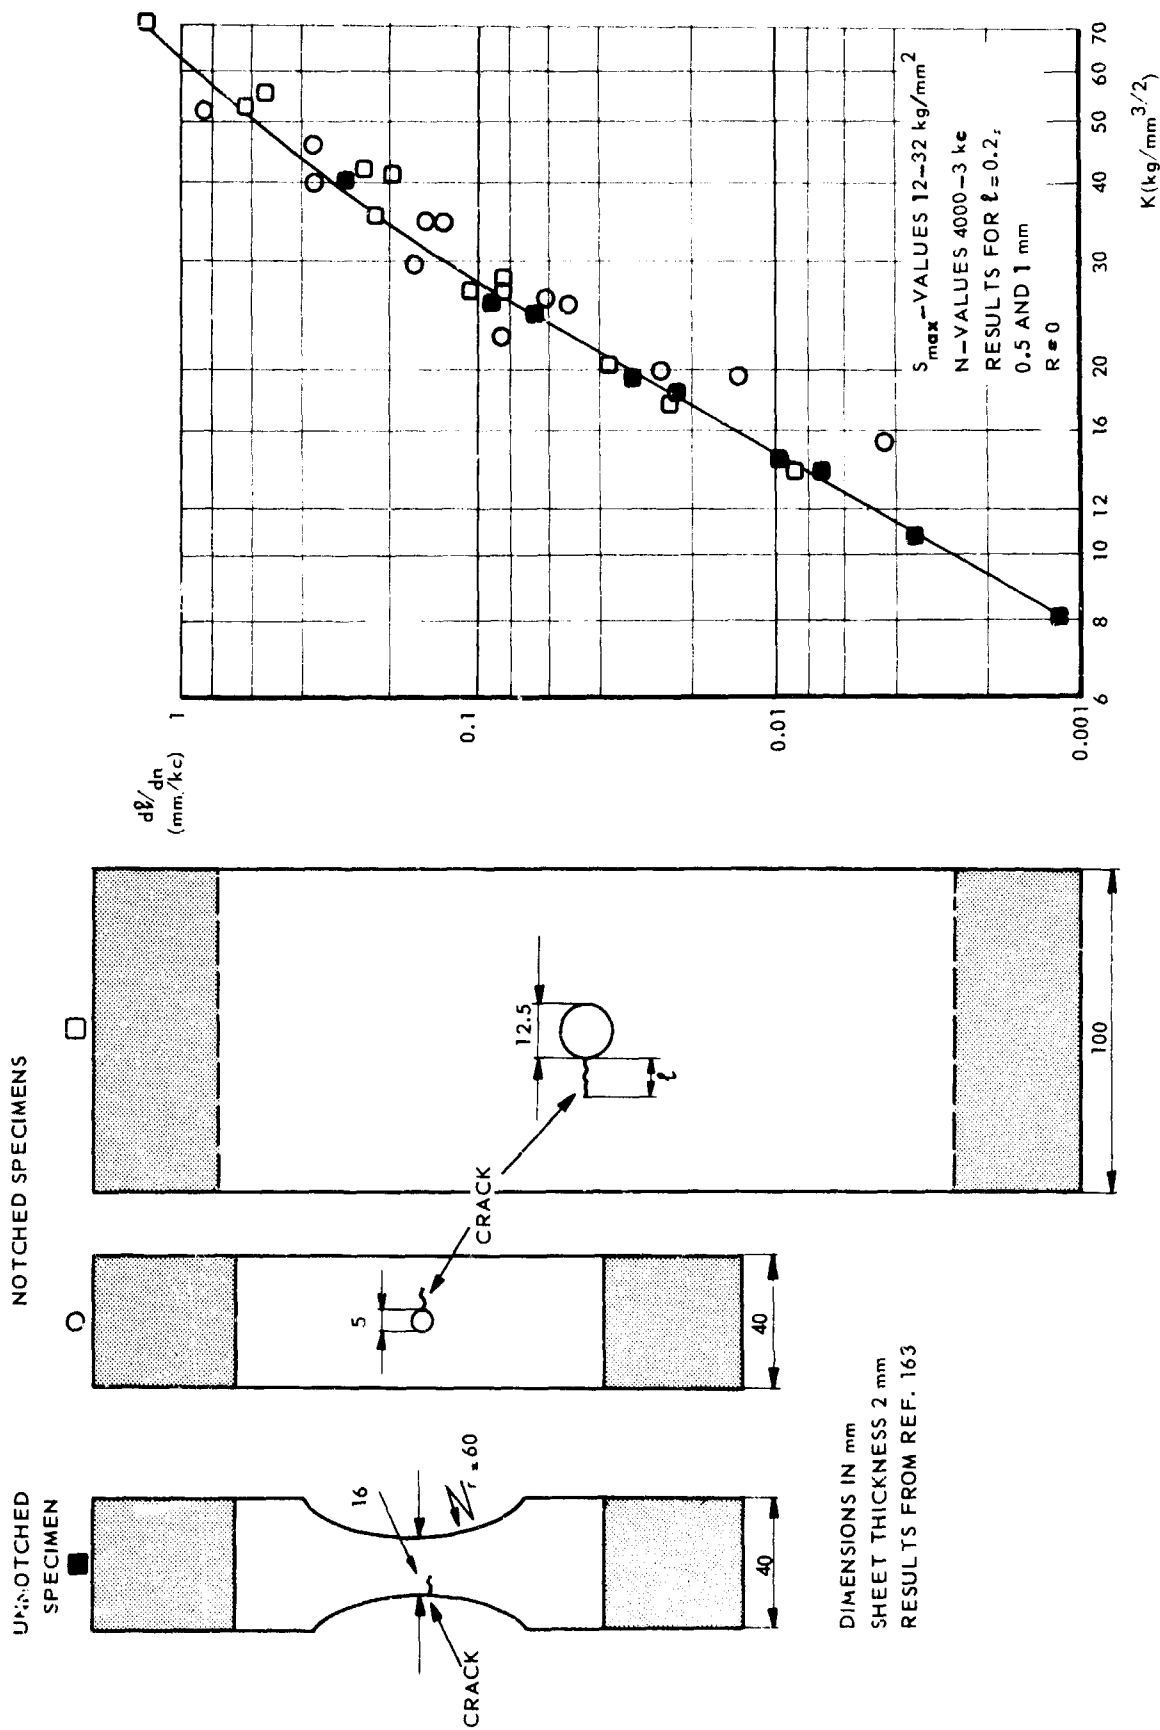 UNNOTCHED
SPECIMEN
NOTCHED SPECIMENS
CRACK
16
r = 60
40
5
40
CRACK
12.5
ℓ
100
DIMENSIONS IN mm
SHEET THICKNESS 2 mm
RESULTS FROM REF. 163
dℓ/dn
(mm/kc)
1
0.1
0.01
0.001
6
8
10
12
16
20
30
40
50
60
70
K(kg/mm3/2)
Smax–VALUES 12–32 kg/mm2
N–VALUES 4000–3 kc
RESULTS FOR ℓ = 0.2,
0.5 AND 1 mm
R = 0